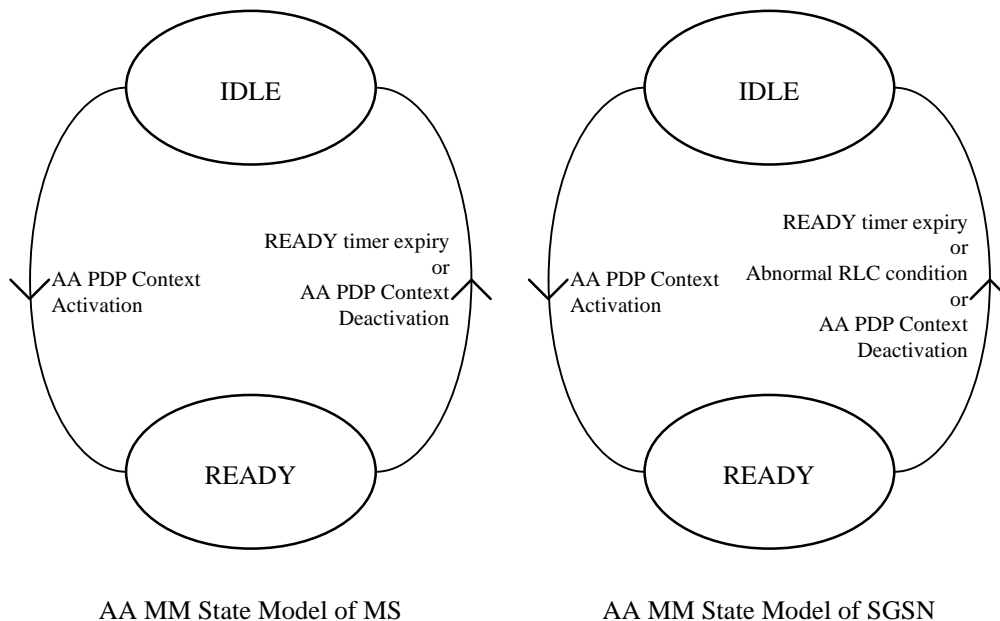 IDLE
AA PDP Context
Activation
READY timer expiry
or
AA PDP Context
Deactivation
READY
AA MM State Model of MS
IDLE
AA PDP Context
Activation
READY timer expiry
or
Abnormal RLC condition
or
AA PDP Context
Deactivation
READY
AA MM State Model of SGSN